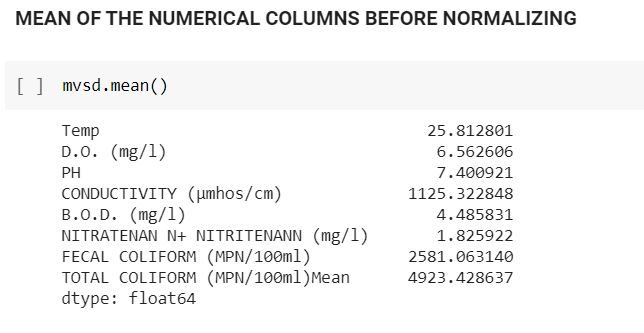 MEAN OF THE NUMERICAL COLUMNS BEFORE NORMALIZING
[ ] mvsd.mean()
Temp 25.812801
D.O. (mg/l) 6.562606
PH 7.400921
CONDUCTIVITY (µmhos/cm) 1125.322848
B.O.D. (mg/l) 4.485831
NITRATENAN N+ NITRITENANN (mg/l) 1.825922
FECAL COLIFORM (MPN/100ml) 2581.063140
TOTAL COLIFORM (MPN/100ml)Mean 4923.428637
dtype: float64